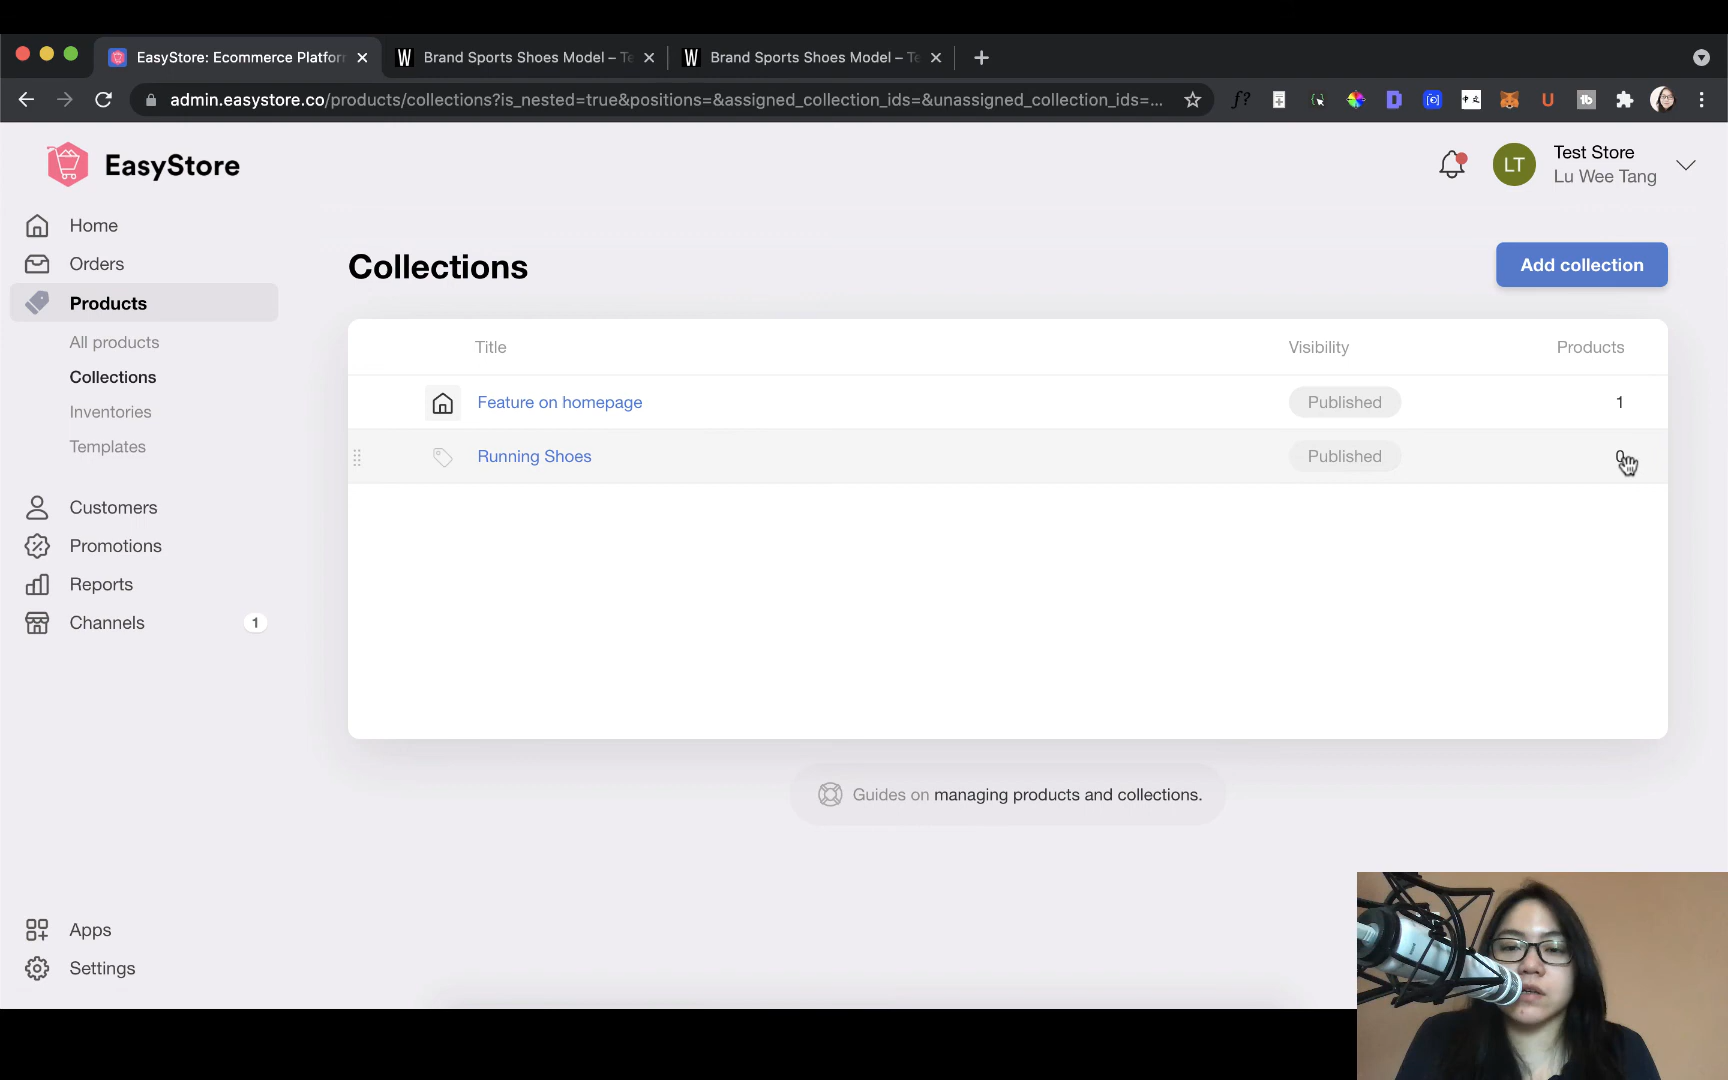 EasyStore: Ecommerce Platforr
Brand Sports Shoes Model – Te
Brand Sports Shoes Model – Te
admin.easystore.co/products/collections?is_nested=true&positions=&assigned_collection_ids=&unassigned_collection_ids=...
EasyStore
LT
Test Store
Lu Wee Tang
Home
Orders
Products
All products
Collections
Inventories
Templates
Customers
Promotions
Reports
Channels
1
Apps
Settings
Collections
Add collection
Title
Visibility
Products
Feature on homepage
Published
1
Running Shoes
Published
0
Guides on managing products and collections.